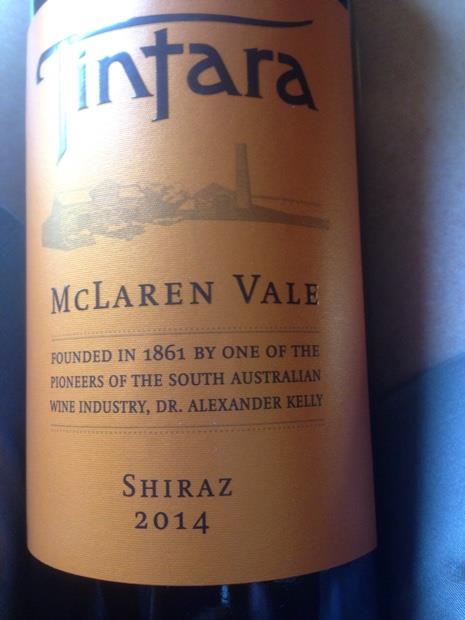 Tintara
McLAREN VALE
FOUNDED IN 1861 BY ONE OF THE
PIONEERS OF THE SOUTH AUSTRALIAN
WINE INDUSTRY, DR. ALEXANDER KELLY
SHIRAZ
2014